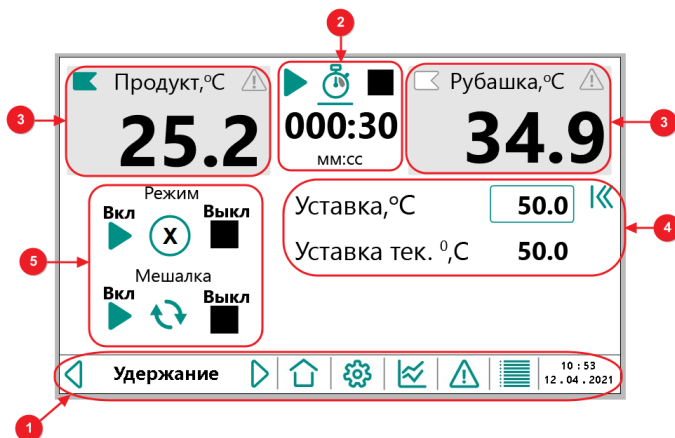 2
Продукт,°C
25.2
000:30
мм:сс
Рубашка,°C
34.9
3
3
Режим
Вкл
X
Выкл
Мешалка
Вкл
Выкл
5
Уставка,°C 50.0
Уставка тек. ⁰,C 50.0
4
Удержание
10 : 53
12 . 04 . 2021
1